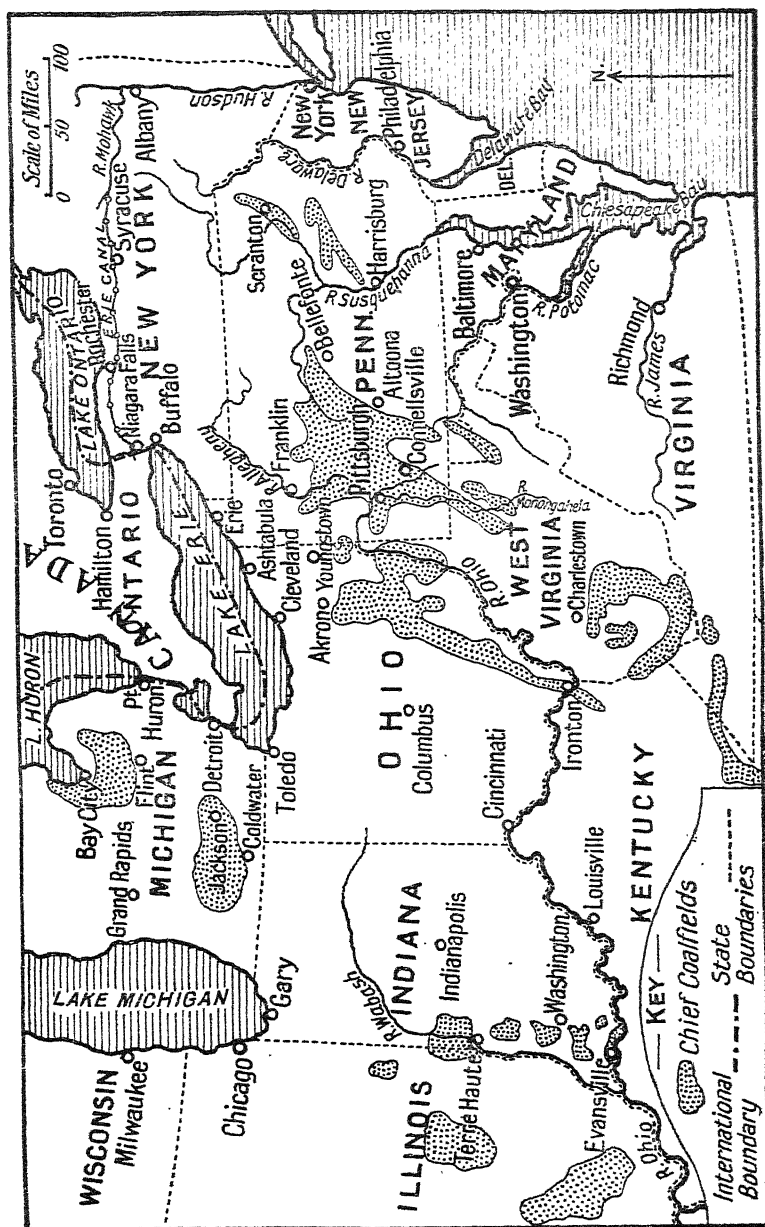 Scale of Miles
0 50 100
N.
WISCONSIN
Milwaukee
LAKE MICHIGAN
Chicago
Gary
Grand Rapids
Bay City
L. HURON
Flint
Pt.
Huron
MICHIGAN
Detroit
Jackson
Coldwater
Toledo
CANADA
Toronto
Hamilton
ONTARIO
LAKE ONTARIO
Niagara Falls
Rochester
ERIE CANAL
Syracuse
R. Mohawk
Albany
NEW YORK
Buffalo
LAKE ERIE
Erie
Ashtabula
Cleveland
R. Hudson
Scranton
R. Delaware
New
York
NEW
JERSEY
Philadelphia
R. Allegheny
Franklin
Bellefonte
Akron
Youngstown
PENN.
Altoona
Pittsburgh
Connellsville
Harrisburg
R. Susquehanna
OHIO
Columbus
R. Ohio
R. Wabash
INDIANA
Indianapolis
ILLINOIS
Terre Haute
Washington
Evansville
R. Ohio
Cincinnati
Louisville
Ironton
KENTUCKY
WEST
VIRGINIA
Charlestown
R.
Monongahela
Baltimore
MARYLAND
DEL.
Delaware Bay
Chiesapeake Bay
Washington
R. Potomac
Richmond
R. James
VIRGINIA
KEY
Chief Coalfields
International
Boundary
State
Boundaries